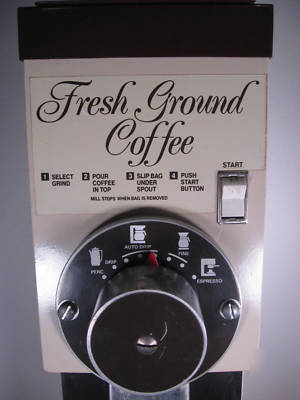 Fresh Ground
Coffee
START
1 SELECT GRIND
2 POUR COFFEE IN TOP
3 SLIP BAG UNDER SPOUT
4 PUSH START BUTTON
MILL STOPS WHEN BAG IS REMOVED
PERC
DRIP
AUTO DRIP
FINE
ESPRESSO